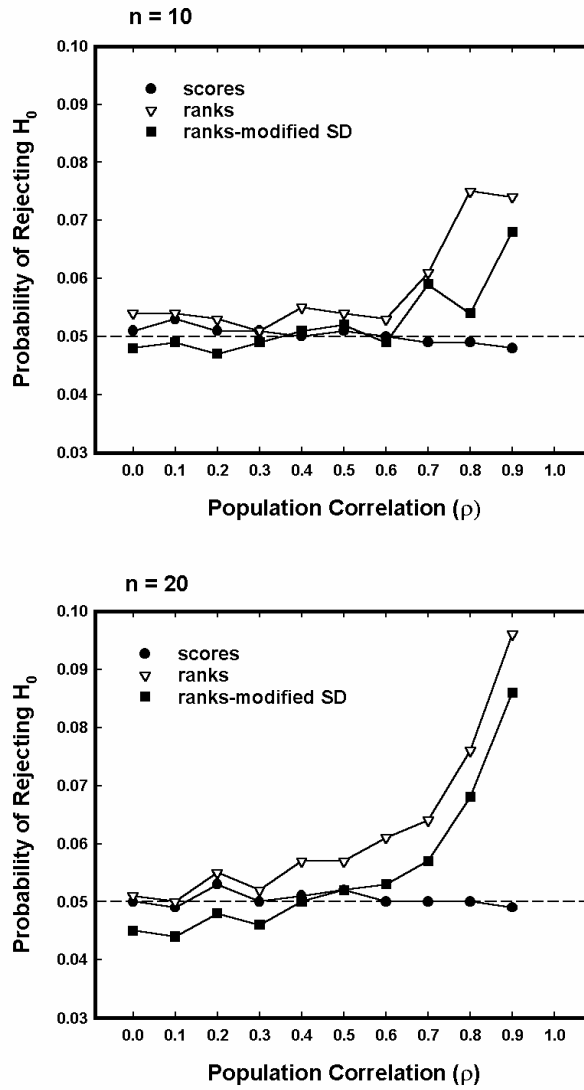 n = 10
0.10
0.09
0.08
0.07
0.06
0.05
0.04
0.03
Probability of Rejecting H0
scores
ranks
ranks-modified SD
0.0 0.1 0.2 0.3 0.4 0.5 0.6 0.7 0.8 0.9 1.0
Population Correlation (ρ)
n = 20
0.10
0.09
0.08
0.07
0.06
0.05
0.04
0.03
Probability of Rejecting H0
scores
ranks
ranks-modified SD
0.0 0.1 0.2 0.3 0.4 0.5 0.6 0.7 0.8 0.9 1.0
Population Correlation (ρ)